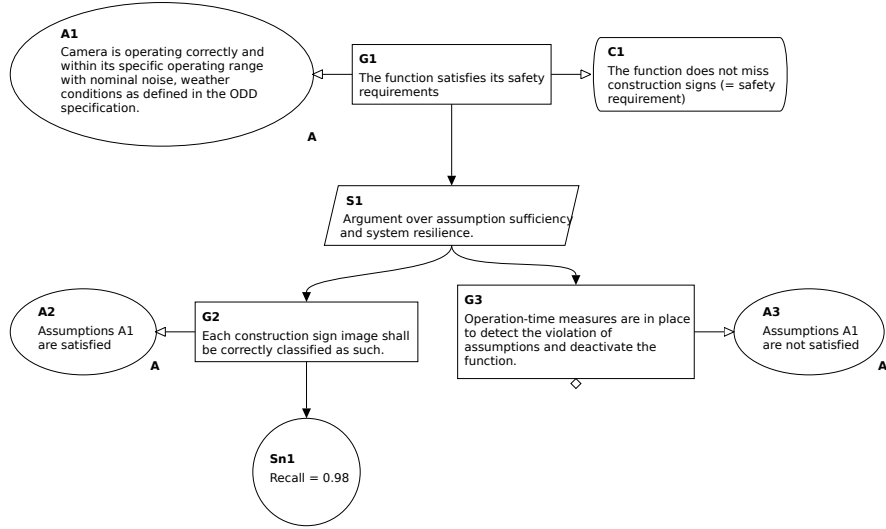 A1
Camera is operating correctly and
within its specific operating range
with nominal noise, weather
conditions as defined in the ODD
specification.
A
G1
The function satisfies its safety
requirements
C1
The function does not miss
construction signs (= safety
requirement)
S1
Argument over assumption sufficiency
and system resilience.
A2
Assumptions A1
are satisfied
A
G2
Each construction sign image shall
be correctly classified as such.
G3
Operation-time measures are in place
to detect the violation of
assumptions and deactivate the
function.
A3
Assumptions A1
are not satisfied
A
Sn1
Recall = 0.98